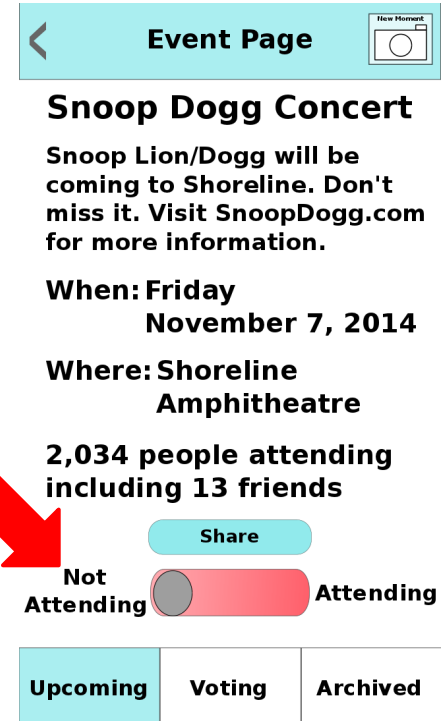 Event Page
New Moment
Snoop Dogg Concert
Snoop Lion/Dogg will be
coming to Shoreline. Don't
miss it. Visit SnoopDogg.com
for more information.
When: Friday
November 7, 2014
Where: Shoreline
Amphitheatre
2,034 people attending
including 13 friends
Share
Not
Attending
Attending
Upcoming
Voting
Archived